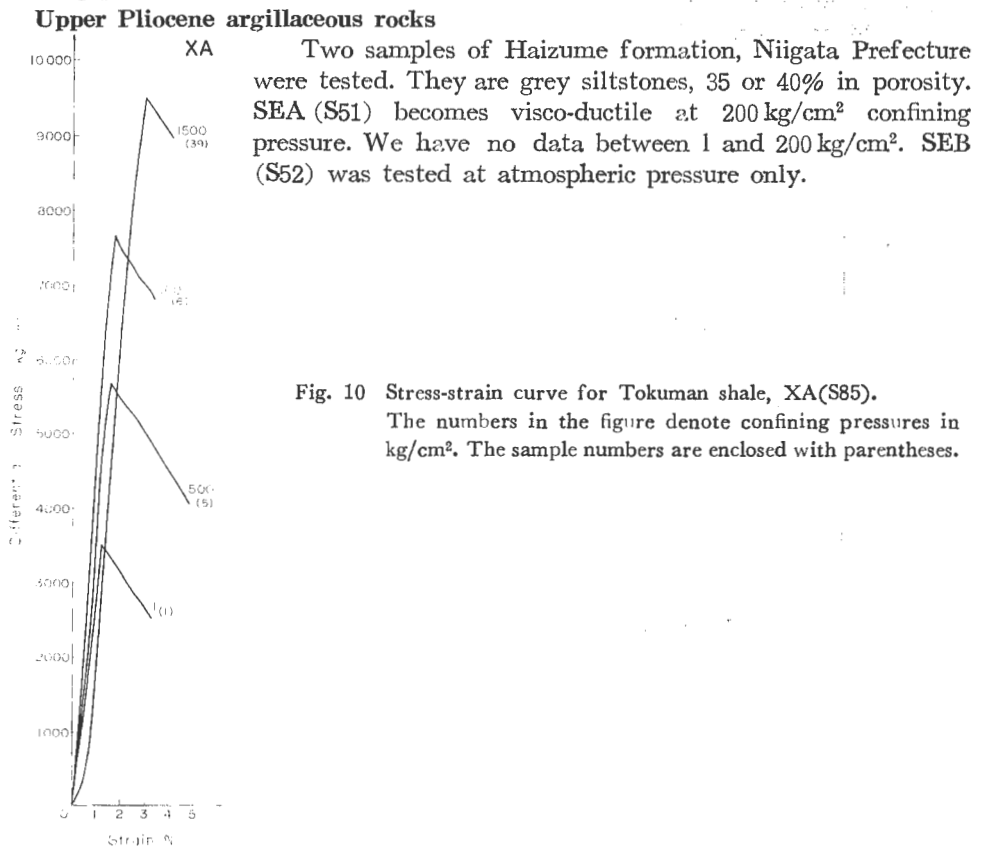 Upper Pliocene argillaceous rocks
Two samples of Haizume formation, Niigata Prefecture
were tested. They are grey siltstones, 35 or 40% in porosity.
SEA (S51) becomes visco-ductile at 200 kg/cm² confining
pressure. We have no data between 1 and 200 kg/cm². SEB
(S52) was tested at atmospheric pressure only.
XA
10000
9000
8000
7000
6000
5000
4000
3000
2000
1000
1500
(39)
(6)
500
(5)
1(1)
Stress
0 1 2 3 4 5
Strain %
Fig. 10 Stress-strain curve for Tokuman shale, XA(S85).
The numbers in the figure denote confining pressures in
kg/cm². The sample numbers are enclosed with parentheses.